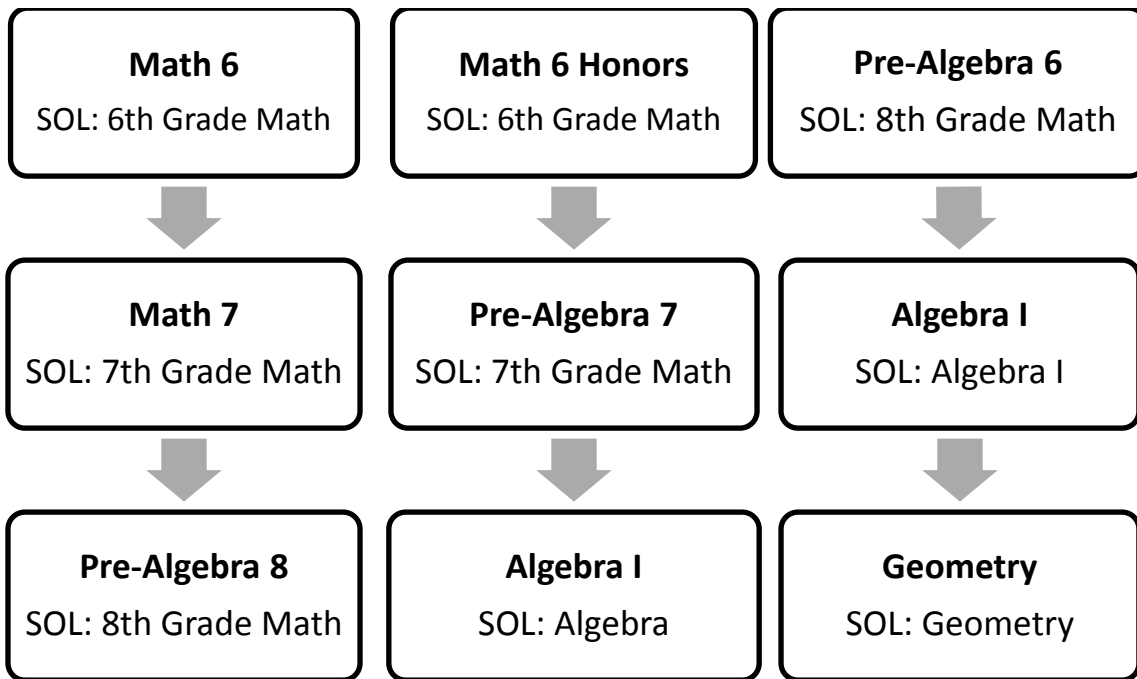 Math 6
SOL: 6th Grade Math
Math 6 Honors
SOL: 6th Grade Math
Pre-Algebra 6
SOL: 8th Grade Math
Math 7
SOL: 7th Grade Math
Pre-Algebra 7
SOL: 7th Grade Math
Algebra I
SOL: Algebra I
Pre-Algebra 8
SOL: 8th Grade Math
Algebra I
SOL: Algebra
Geometry
SOL: Geometry